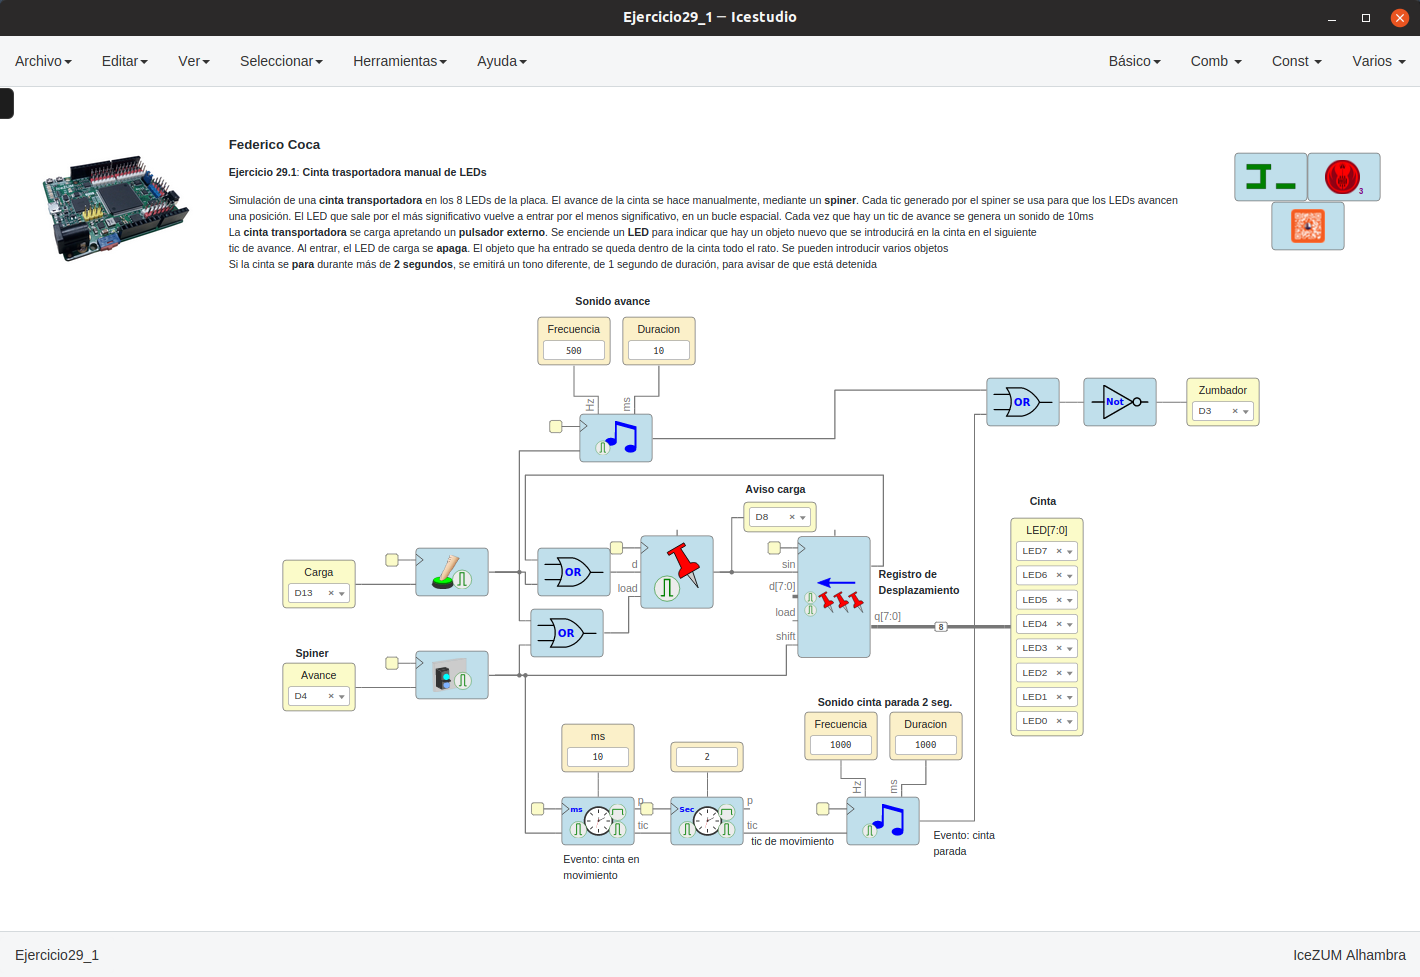 Ejercicio29_1 — Icestudio
Archivo Editar Ver Seleccionar Herramientas Ayuda Básico Comb Const Varios
Federico Coca
Ejercicio 29.1: Cinta trasportadora manual de LEDs
Simulación de una cinta transportadora en los 8 LEDs de la placa. El avance de la cinta se hace manualmente, mediante un spiner. Cada tic generado por el spiner se usa para que los LEDs avancen
una posición. El LED que sale por el más significativo vuelve a entrar por el menos significativo, en un bucle espacial. Cada vez que hay un tic de avance se genera un sonido de 10ms
La cinta transportadora se carga apretando un pulsador externo. Se enciende un LED para indicar que hay un objeto nuevo que se introducirá en la cinta en el siguiente
tic de avance. Al entrar, el LED de carga se apaga. El objeto que ha entrado se queda dentro de la cinta todo el rato. Se pueden introducir varios objetos
Si la cinta se para durante más de 2 segundos, se emitirá un tono diferente, de 1 segundo de duración, para avisar de que está detenida
3
Sonido avance
Frecuencia
500
Duracion
10
Hz
ms
OR
Not
Zumbador
D3
Aviso carga
D8
Cinta
LED[7:0]
LED7
LED6
LED5
LED4
LED3
LED2
LED1
LED0
Carga
D13
OR
d
load
OR
sin
d[7:0]
load
shift
Registro de
Desplazamiento
q[7:0]
8
Spiner
Avance
D4
Sonido cinta parada 2 seg.
Frecuencia
1000
Duracion
1000
Hz
ms
ms
10
2
ms
p
tic
Sec
p
tic
tic de movimiento
Evento: cinta en
movimiento
Evento: cinta
parada
Ejercicio29_1
IceZUM Alhambra